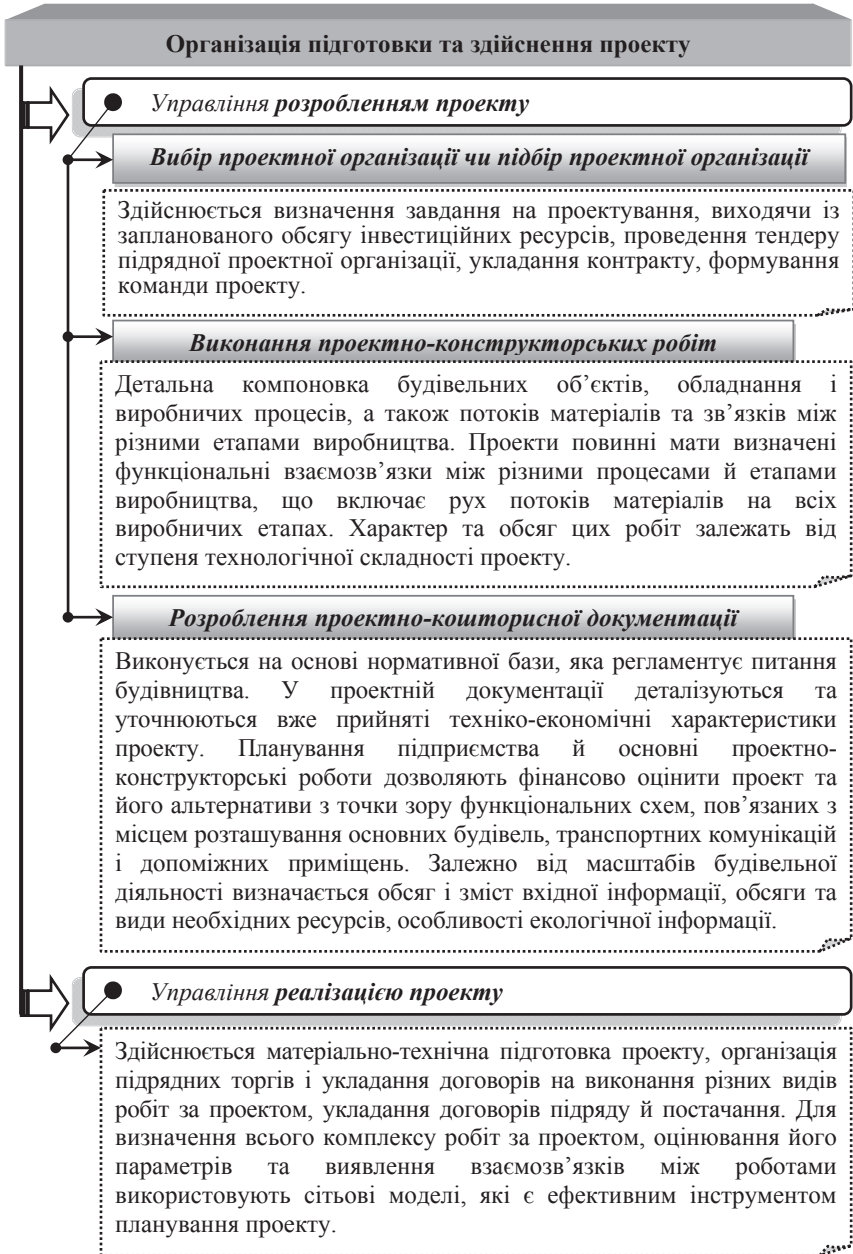 Організація підготовки та здійснення проекту
Управління розробленням проекту
Вибір проектної організації чи підбір проектної організації
Здійснюється визначення завдання на проектування, виходячи із
запланованого обсягу інвестиційних ресурсів, проведення тендеру
підрядної проектної організації, укладання контракту, формування
команди проекту.
Виконання проектно-конструкторських робіт
Детальна компоновка будівельних об’єктів, обладнання і
виробничих процесів, а також потоків матеріалів та зв’язків між
різними етапами виробництва. Проекти повинні мати визначені
функціональні взаємозв’язки між різними процесами й етапами
виробництва, що включає рух потоків матеріалів на всіх
виробничих етапах. Характер та обсяг цих робіт залежать від
ступеня технологічної складності проекту.
Розроблення проектно-кошторисної документації
Виконується на основі нормативної бази, яка регламентує питання
будівництва. У проектній документації деталізуються та
уточнюються вже прийняті техніко-економічні характеристики
проекту. Планування підприємства й основні проектно-
конструкторські роботи дозволяють фінансово оцінити проект та
його альтернативи з точки зору функціональних схем, пов’язаних з
місцем розташування основних будівель, транспортних комунікацій
і допоміжних приміщень. Залежно від масштабів будівельної
діяльності визначається обсяг і зміст вхідної інформації, обсяги та
види необхідних ресурсів, особливості екологічної інформації.
Управління реалізацією проекту
Здійснюється матеріально-технічна підготовка проекту, організація
підрядних торгів і укладання договорів на виконання різних видів
робіт за проектом, укладання договорів підряду й постачання. Для
визначення всього комплексу робіт за проектом, оцінювання його
параметрів та виявлення взаємозв’язків між роботами
використовують сітьові моделі, які є ефективним інструментом
планування проекту.